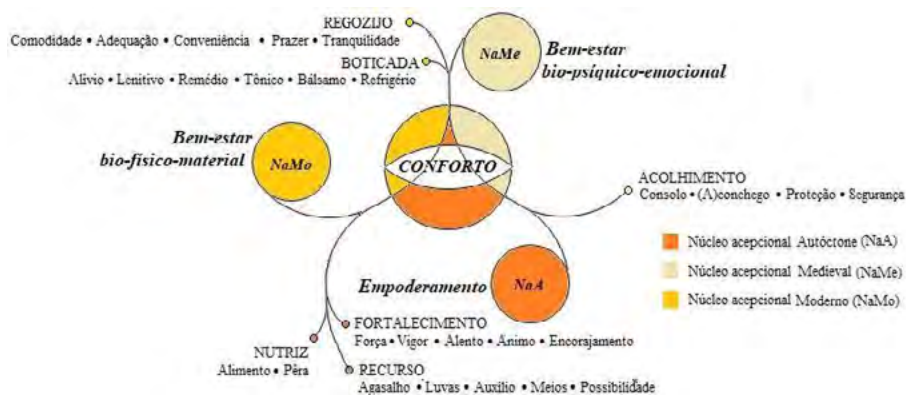 REGOZIJO
Comodidade • Adequação • Conveniência • Prazer • Tranquilidade
BOTICADA
Alívio • Lenitivo • Remédio • Tônico • Bálsamo • Refrigério
NaMe
Bem-estar
bio-psíquico-emocional
Bem-estar
bio-físico-material
NaMo
CONFORTO
ACOLHIMENTO
Consolo • (A)conchego • Proteção • Segurança
Núcleo acepcional Autócrone (NaA)
Núcleo acepcional Medieval (NaMe)
Núcleo acepcional Moderno (NaMo)
Empoderamento
NaA
FORTALECIMENTO
Força • Vigor • Alento • Animo • Encorajamento
NUTRIZ
Alimento • Pêra
RECURSO
Agasalho • Luvas • Auxílio • Meios • Possibilidade